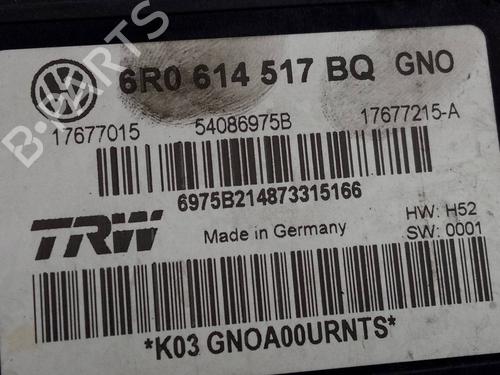 6R0 614 517 BQ GNO
17677015 54086975B 17677215-A
6975B214873315166
TRW Made in Germany HW: H52
SW: 0001
*K03 GNOA00URNTS*
B-PARTS